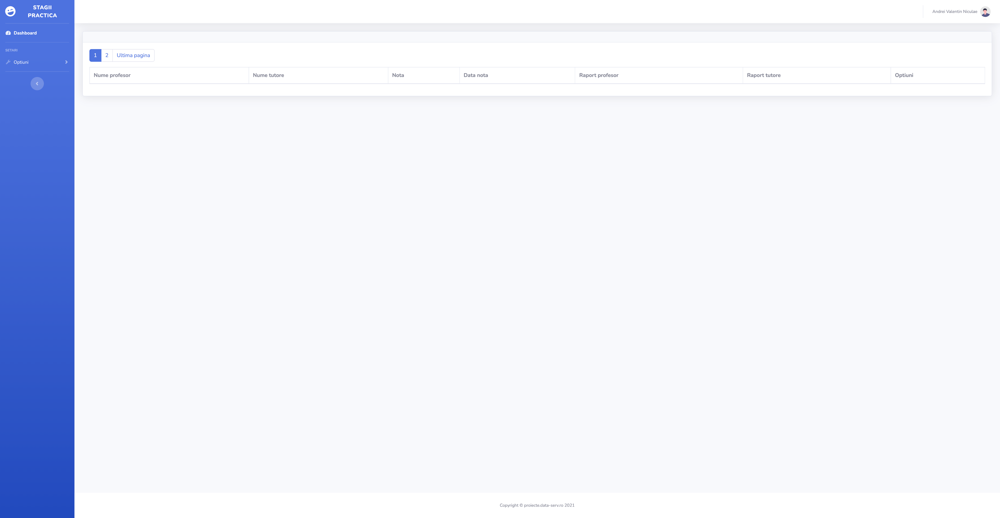 STAGII
PRACTICA
Dashboard
SETARI
Optiuni
Andrei Valentin Niculae
1 2 Ultima pagina
Nume profesor Nume tutore Nota Data nota Raport profesor Raport tutore Optiuni
Copyright © proiecte.data-serv.ro 2021